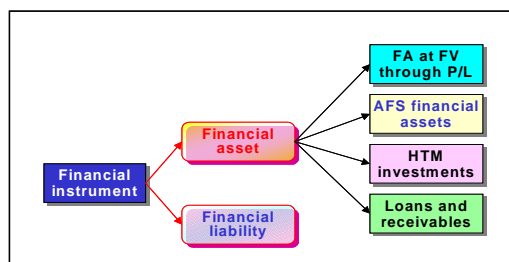 FA at FV
through P/L
AFS financial
assets
Financial
asset
HTM
investments
Financial
instrument
Loans and
receivables
Financial
liability